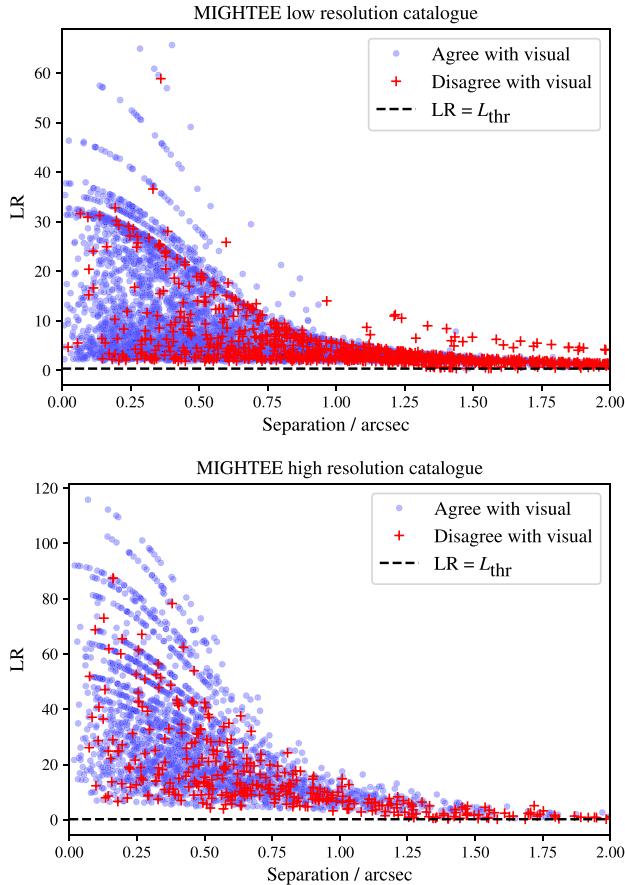 MIGHTEE low resolution catalogue
Agree with visual
Disagree with visual
LR = L_thr
60
50
40
30
20
10
0
LR
0.00 0.25 0.50 0.75 1.00 1.25 1.50 1.75 2.00
Separation / arcsec
MIGHTEE high resolution catalogue
Agree with visual
Disagree with visual
LR = L_thr
120
100
80
60
40
20
0
LR
0.00 0.25 0.50 0.75 1.00 1.25 1.50 1.75 2.00
Separation / arcsec